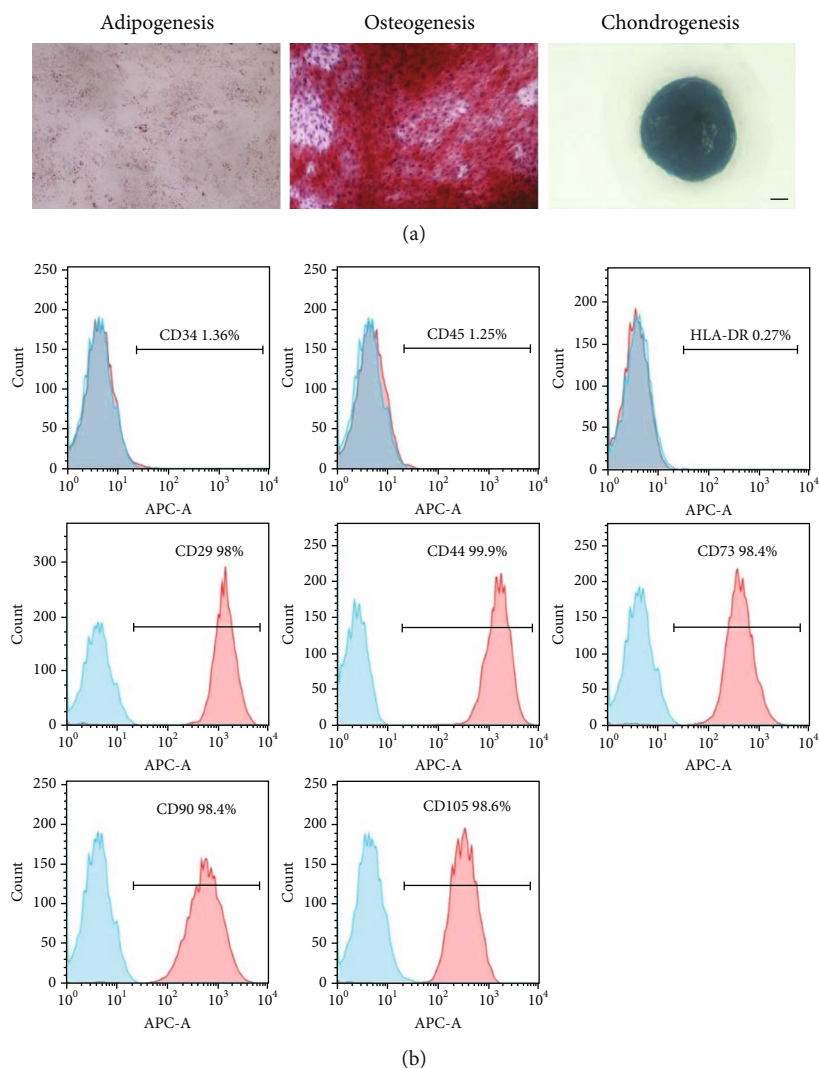 Adipogenesis Osteogenesis Chondrogenesis
(a)
250
200
150
100
50
0
Count
CD34 1.36%
10^0 10^1 10^2 10^3 10^4
APC-A
250
200
150
100
50
0
Count
CD45 1.25%
10^0 10^1 10^2 10^3 10^4
APC-A
200
150
100
50
0
Count
HLA-DR 0.27%
10^0 10^1 10^2 10^3 10^4
APC-A
300
200
100
0
Count
CD29 98%
10^0 10^1 10^2 10^3 10^4
APC-A
250
200
150
100
50
0
Count
CD44 99.9%
10^0 10^1 10^2 10^3 10^4
APC-A
250
200
150
100
50
0
Count
CD73 98.4%
10^0 10^1 10^2 10^3 10^4
APC-A
250
200
150
100
50
0
Count
CD90 98.4%
10^0 10^1 10^2 10^3 10^4
APC-A
250
200
150
100
50
0
Count
CD105 98.6%
10^0 10^1 10^2 10^3 10^4
APC-A
(b)